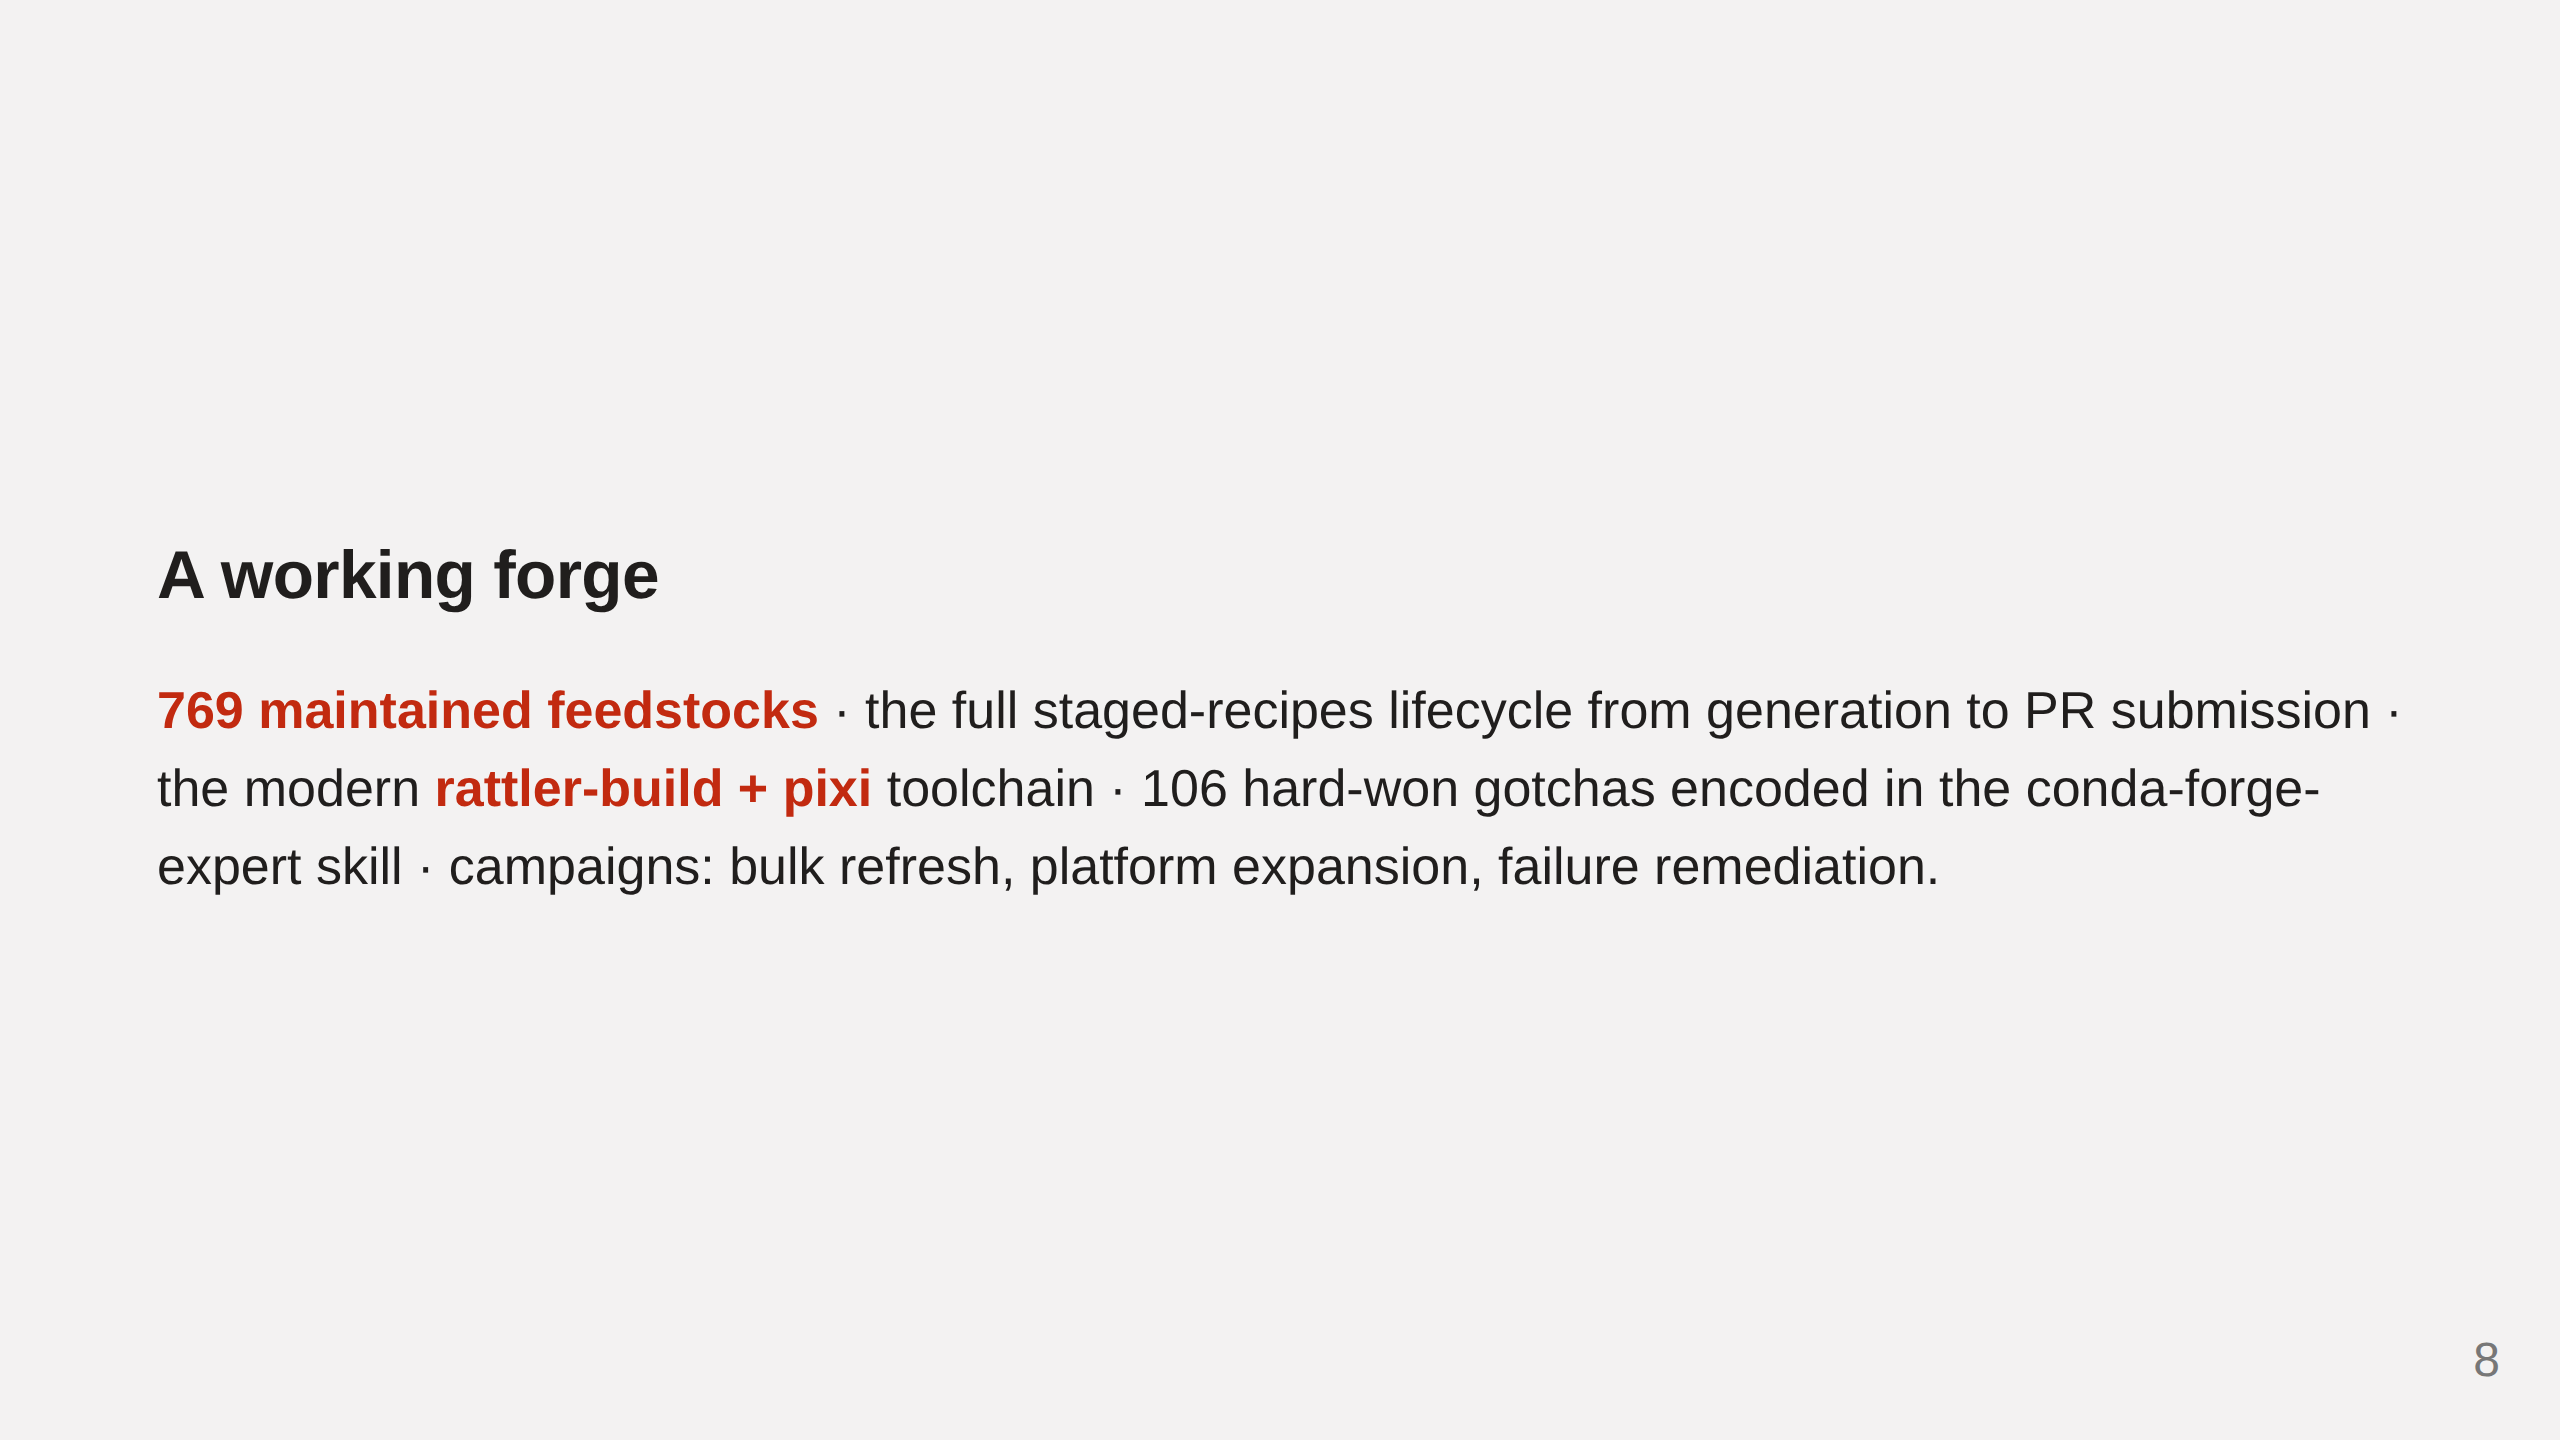 A working forge
769 maintained feedstocks · the full staged-recipes lifecycle from generation to PR submission ·
the modern rattler-build + pixi toolchain · 106 hard-won gotchas encoded in the conda-forge-
expert skill · campaigns: bulk refresh, platform expansion, failure remediation.
8